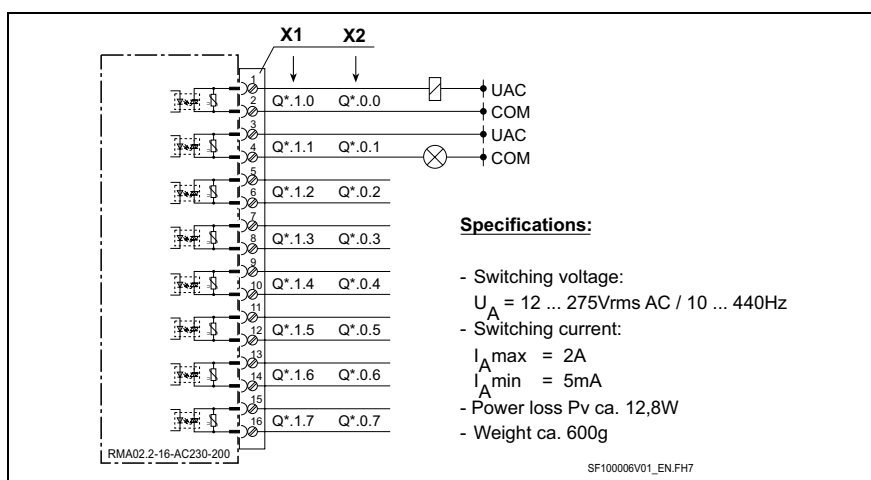 X1 X2
1 UAC
2 Q*.1.0 Q*.0.0 COM
3 UAC
4 Q*.1.1 Q*.0.1 COM
5
6 Q*.1.2 Q*.0.2
7
8 Q*.1.3 Q*.0.3
9
10 Q*.1.4 Q*.0.4
11
12 Q*.1.5 Q*.0.5
13
14 Q*.1.6 Q*.0.6
15
16 Q*.1.7 Q*.0.7
RMA02.2-16-AC230-200
Specifications:
- Switching voltage:
UA = 12 ... 275Vrms AC / 10 ... 440Hz
- Switching current:
IAmax = 2A
IAmin = 5mA
- Power loss Pv ca. 12,8W
- Weight ca. 600g
SF100006V01_EN.FH7